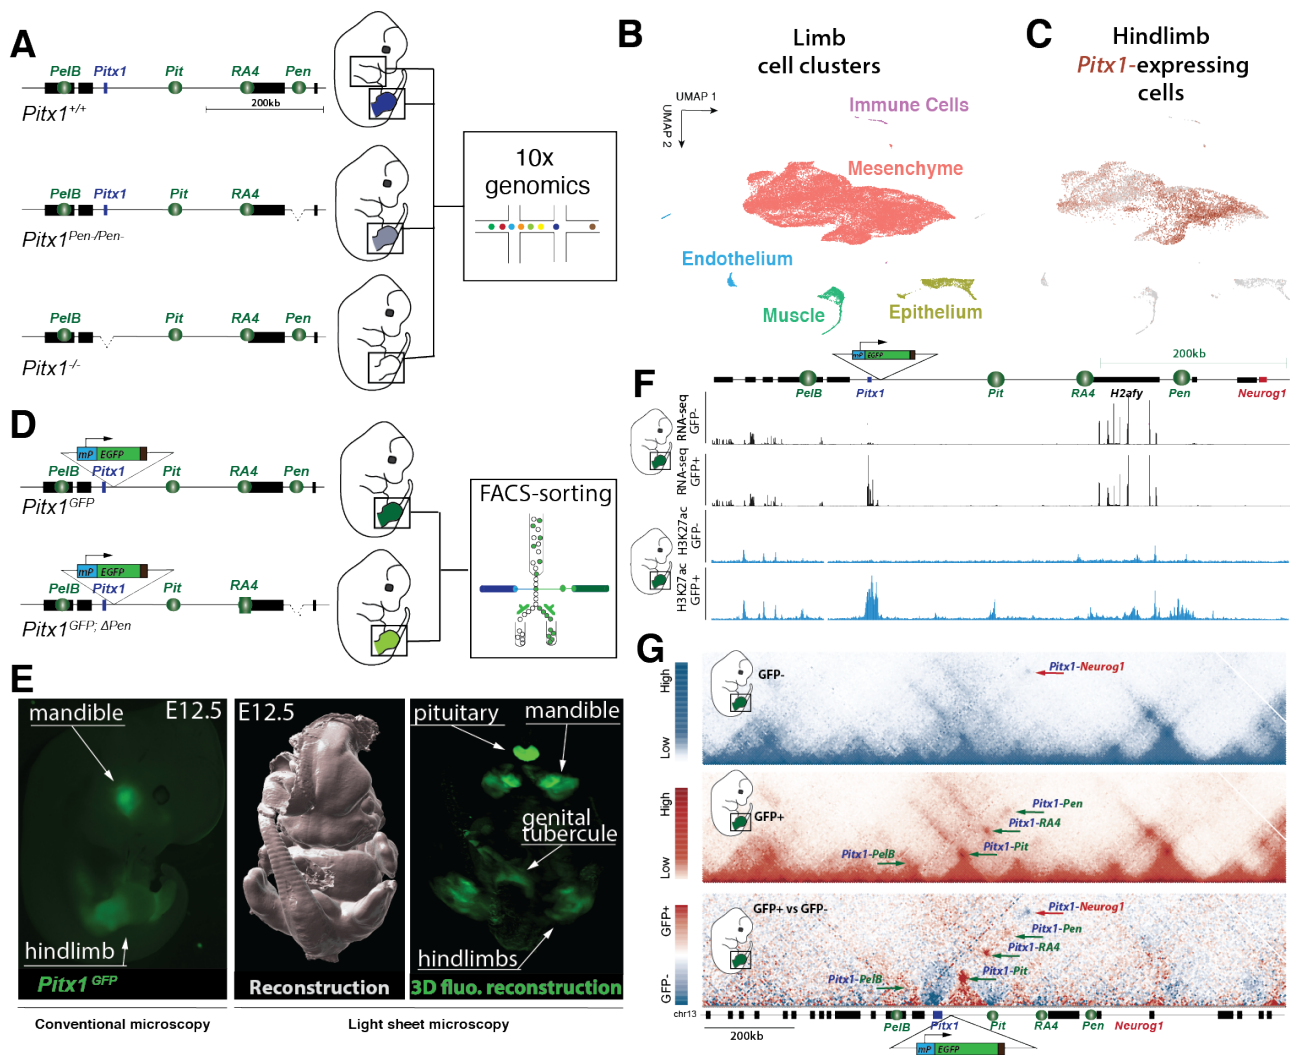 A
PelB Pitx1 Pit RA4 Pen
200kb
Pitx1+/+
PelB Pitx1 Pit RA4
Pitx1Pen-/Pen-
PelB Pit RA4 Pen
Pitx1-/-
10x
genomics
B
Limb
cell clusters
UMAP 1
UMAP 2
Immune Cells
Mesenchyme
Endothelium
Muscle
Epithelium
C
Hindlimb
Pitx1-expressing
cells
D
mP EGFP
PelB Pitx1 Pit RA4 Pen
Pitx1GFP
mP EGFP
PelB Pitx1 Pit RA4
Pitx1GFP; ΔPen
FACS-sorting
E
mandible E12.5
hindlimb
Pitx1 GFP
E12.5
Reconstruction
pituitary mandible
genital
tubercule
hindlimbs
3D fluo. reconstruction
Conventional microscopy
Light sheet microscopy
F
mP EGFP
200kb
PelB Pitx1 Pit RA4 H2afy Pen Neurog1
RNA-seq
GFP-
RNA-seq
GFP+
H3K27ac
GFP-
H3K27ac
GFP+
G
High
Low
GFP-
Pitx1-Neurog1
High
Low
GFP+
Pitx1-Pen
Pitx1-RA4
Pitx1-Pit
Pitx1-PelB
GFP+
GFP-
GFP+ vs GFP-
Pitx1-Neurog1
Pitx1-Pen
Pitx1-RA4
Pitx1-Pit
Pitx1-PelB
chr13
200kb
PelB Pitx1 Pit RA4 Pen Neurog1
mP EGFP